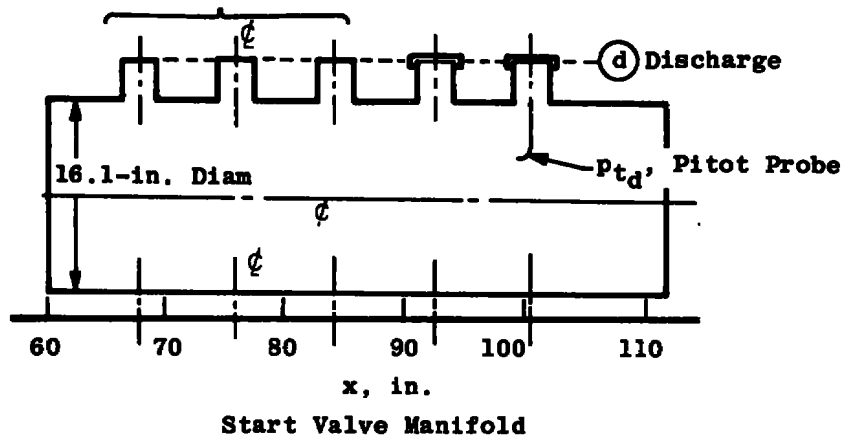 ℄
d Discharge
16.1-in. Diam
p_{t_d}, Pitot Probe
℄
℄
60 70 80 90 100 110
x, in.
Start Valve Manifold